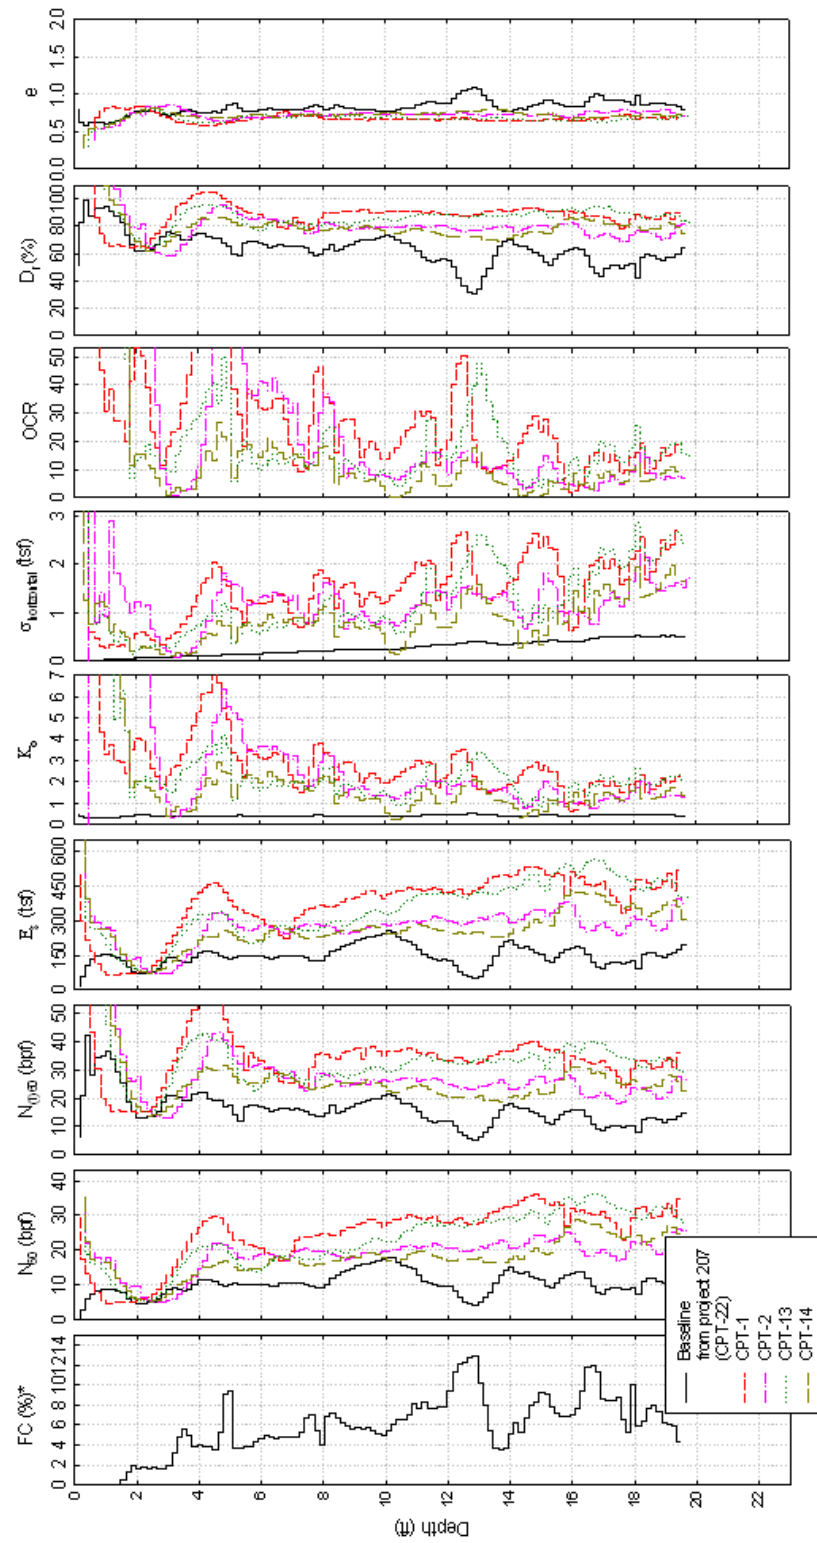 FC (%)*
0 2 4 6 8 10 12 14
N60 (bpf)
0 10 20 30 40
N(1)60 (bpf)
0 10 20 30 40 50
Es (tsf)
0 150 300 450 600
Ko
0 1 2 3 4 5 6 7
σhorizontal (tsf)
0 1 2 3
OCR
0 10 20 30 40 50
Dr (%)
0 20 40 60 80 100
e
0.0 0.5 1.0 1.5 2.0
Depth (ft)
0
2
4
6
8
10
12
14
16
18
20
22
Baseline
from project 207
(CPT-22)
CPT-1
CPT-2
CPT-13
CPT-14